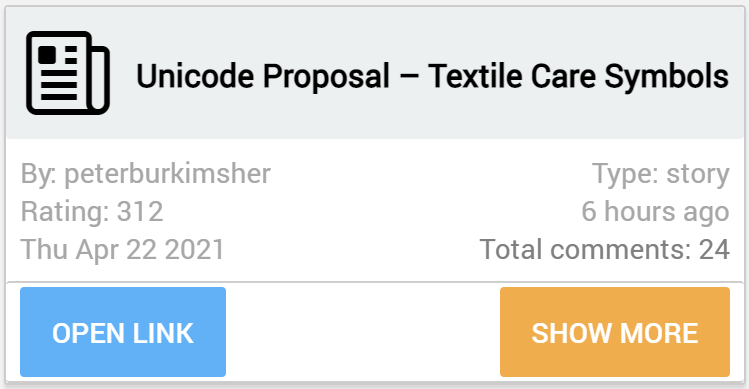 Unicode Proposal – Textile Care Symbols
By: peterburkimsher
Type: story
Rating: 312
6 hours ago
Thu Apr 22 2021
Total comments: 24
OPEN LINK
SHOW MORE